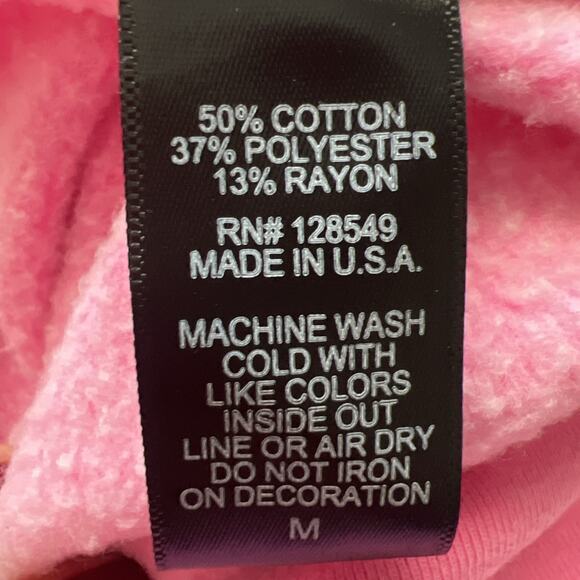 50% COTTON
37% POLYESTER
13% RAYON
RN# 128549
MADE IN U.S.A.
MACHINE WASH
COLD WITH
LIKE COLORS
INSIDE OUT
LINE OR AIR DRY
DO NOT IRON
ON DECORATION
M